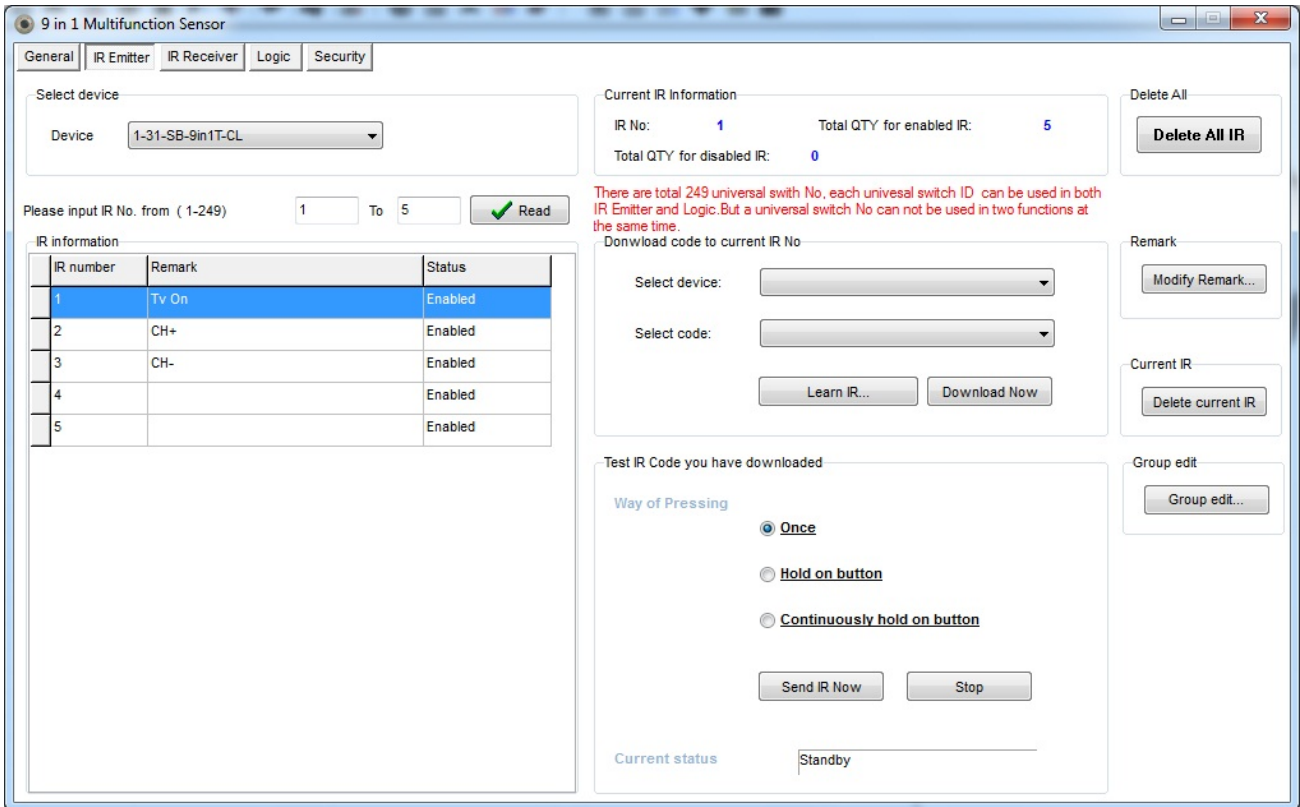 9 in 1 Multifunction Sensor
General
IR Emitter
IR Receiver
Logic
Security
Select device
Device
1-31-SB-9in1T-CL
Please input IR No. from ( 1-249)
1
To
5
Read
IR information
IR number Remark Status
1 Tv On Enabled
2 CH+ Enabled
3 CH- Enabled
4 Enabled
5 Enabled
Current IR Information
IR No: 1 Total QTY for enabled IR: 5
Total QTY for disabled IR: 0
There are total 249 universal swith No, each univesal switch ID can be used in both
IR Emitter and Logic.But a universal switch No can not be used in two functions at
the same time.
Donwload code to current IR No
Select device:
Select code:
Learn IR...
Download Now
Test IR Code you have downloaded
Way of Pressing
Once
Hold on button
Continuously hold on button
Send IR Now
Stop
Current status
Standby
Delete All
Delete All IR
Remark
Modify Remark...
Current IR
Delete current IR
Group edit
Group edit...